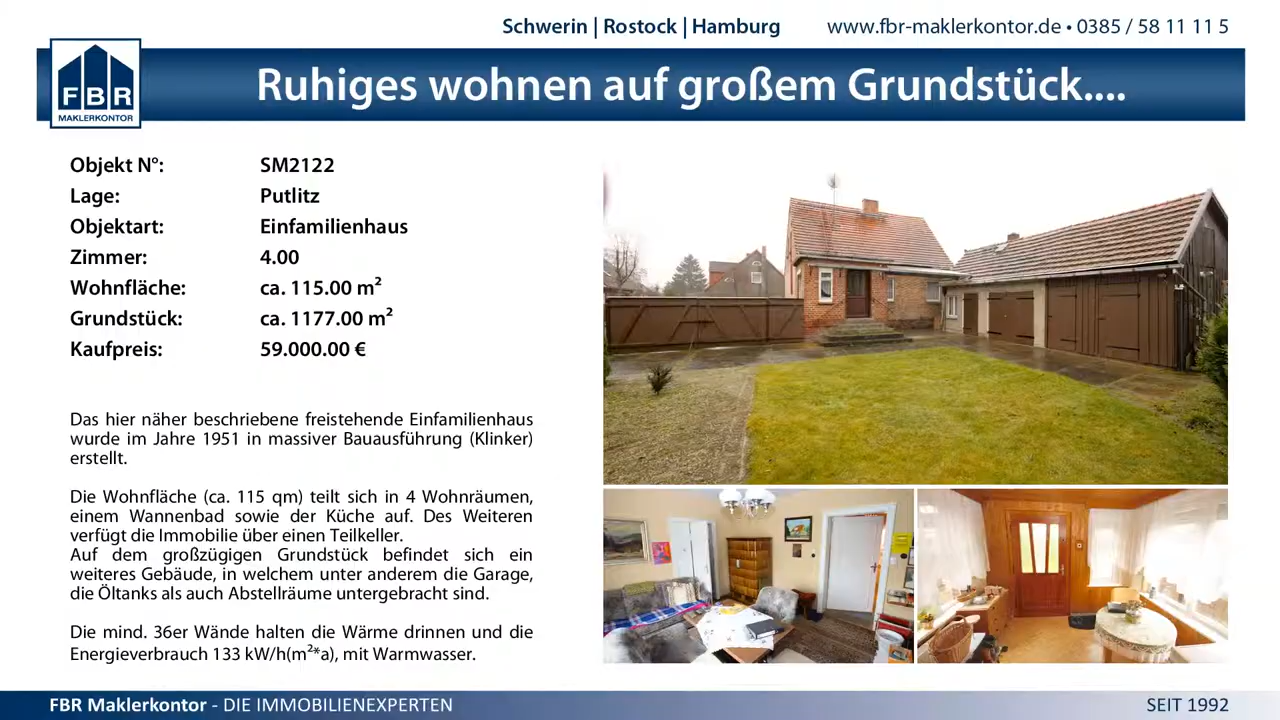 Schwerin | Rostock | Hamburg www.fbr-maklerkontor.de • 0385 / 58 11 11 5
FBR
MAKLERKONTOR
Ruhiges wohnen auf großem Grundstück....
Objekt N°: SM2122
Lage: Putlitz
Objektart: Einfamilienhaus
Zimmer: 4.00
Wohnfläche: ca. 115.00 m²
Grundstück: ca. 1177.00 m²
Kaufpreis: 59.000.00 €
Das hier näher beschriebene freistehende Einfamilienhaus
wurde im Jahre 1951 in massiver Bauausführung (Klinker)
erstellt.
Die Wohnfläche (ca. 115 qm) teilt sich in 4 Wohnräumen,
einem Wannenbad sowie der Küche auf. Des Weiteren
verfügt die Immobilie über einen Teilkeller.
Auf dem großzügigen Grundstück befindet sich ein
weiteres Gebäude, in welchem unter anderem die Garage,
die Öltanks als auch Abstellräume untergebracht sind.
Die mind. 36er Wände halten die Wärme drinnen und die
Energieverbrauch 133 kW/h(m²*a), mit Warmwasser.
FBR Maklerkontor - DIE IMMOBILIENEXPERTEN SEIT 1992